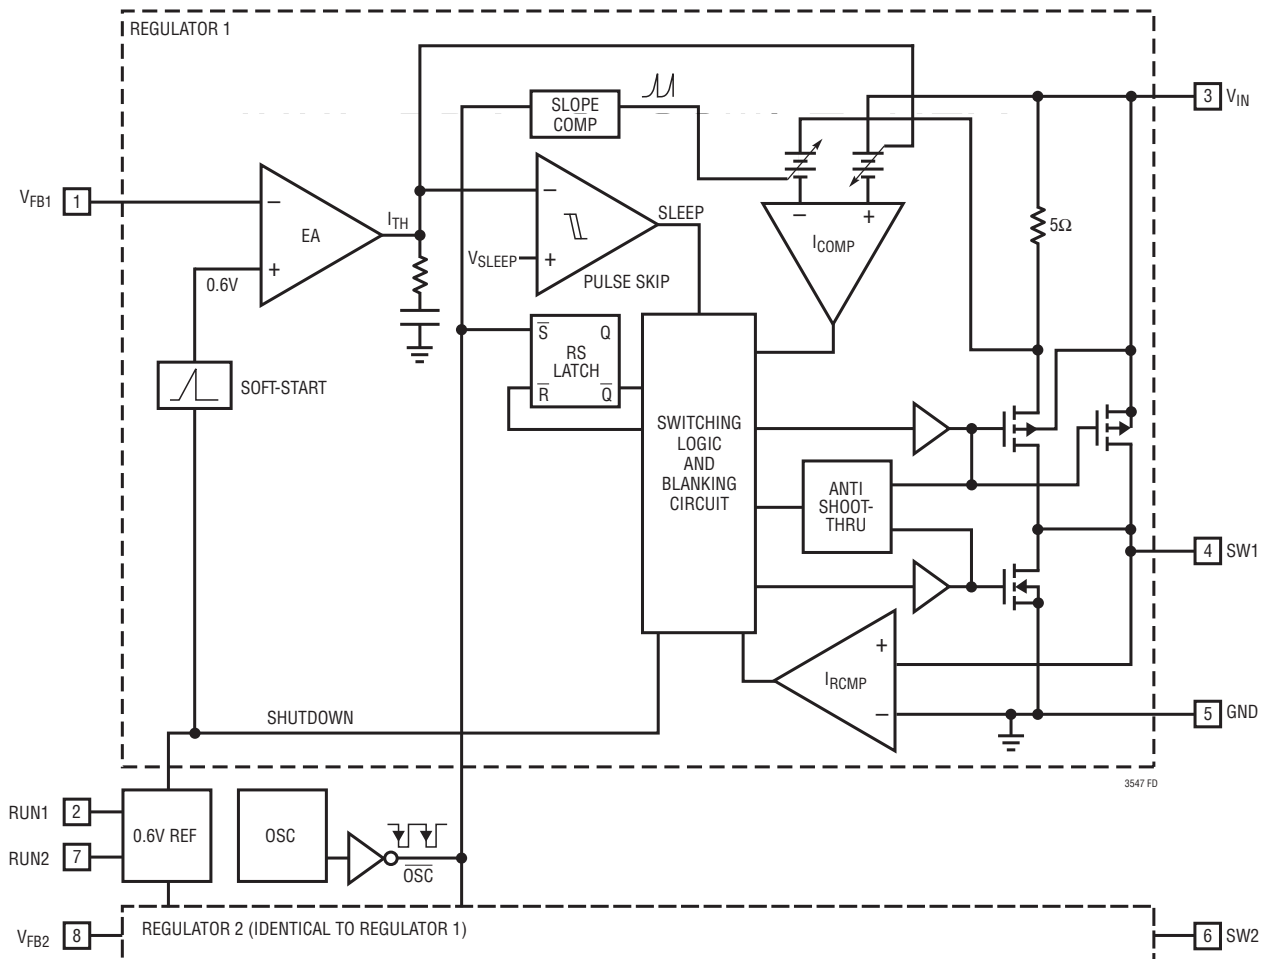 REGULATOR 1
SLOPE
COMP
3 VIN
VFB1 1
−
EA
+
0.6V
ITH
−
VSLEEP +
SLEEP
PULSE SKIP
− +
ICOMP
5Ω
S̅ Q
RS
LATCH
R̅ Q̅
SOFT-START
SWITCHING
LOGIC
AND
BLANKING
CIRCUIT
ANTI
SHOOT-
THRU
4 SW1
+
IRCMP
−
SHUTDOWN
5 GND
3547 FD
RUN1 2
RUN2 7
0.6V REF
OSC
O̅S̅C̅
VFB2 8
REGULATOR 2 (IDENTICAL TO REGULATOR 1)
6 SW2